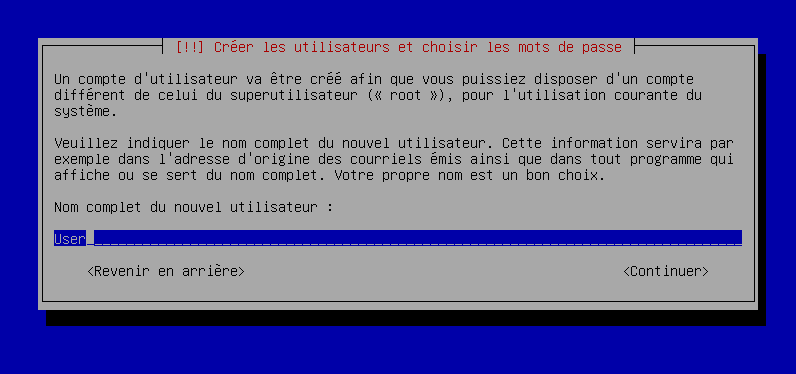 [!!] Créer les utilisateurs et choisir les mots de passe
Un compte d'utilisateur va être créé afin que vous puissiez disposer d'un compte
différent de celui du superutilisateur (« root »), pour l'utilisation courante du
système.
Veuillez indiquer le nom complet du nouvel utilisateur. Cette information servira par
exemple dans l'adresse d'origine des courriels émis ainsi que dans tout programme qui
affiche ou se sert du nom complet. Votre propre nom est un bon choix.
Nom complet du nouvel utilisateur :
User
<Revenir en arrière> <Continuer>